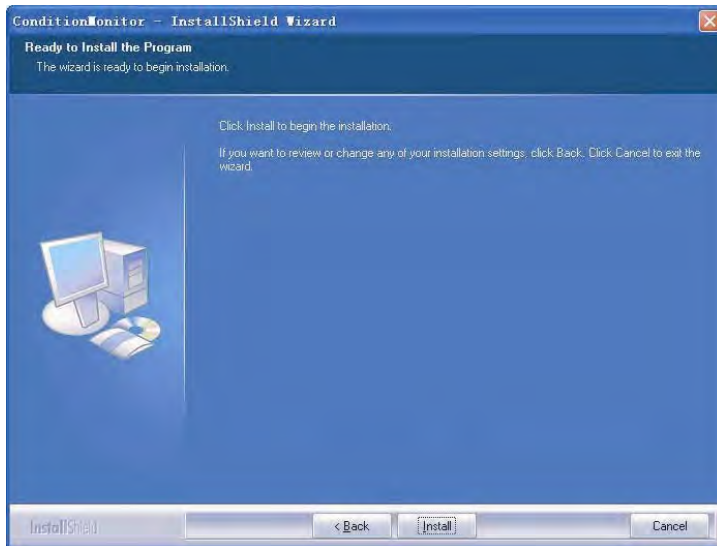 ConditionMonitor - InstallShield Wizard
Ready to Install the Program
The wizard is ready to begin installation.
Click Install to begin the installation.
If you want to review or change any of your installation settings, click Back. Click Cancel to exit the
wizard.
InstallShield
< Back
Install
Cancel